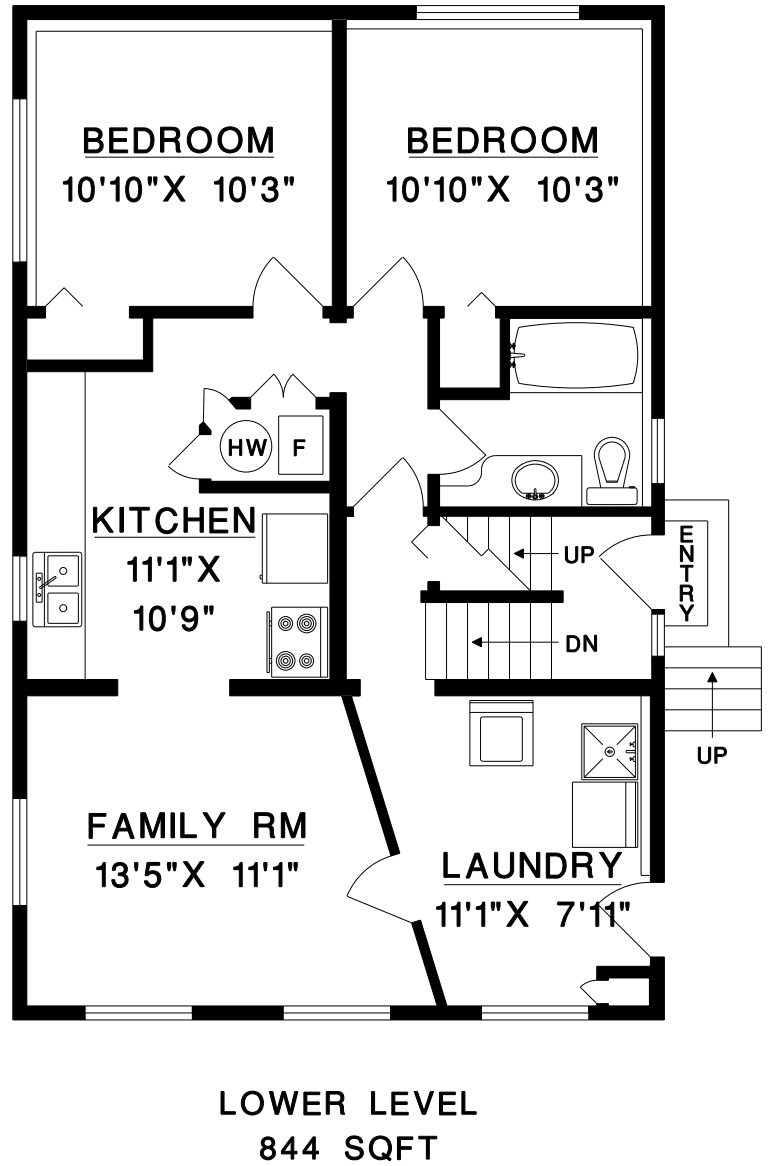 BEDROOM
10'10"X 10'3"
BEDROOM
10'10"X 10'3"
HW
F
KITCHEN
11'1"X
10'9"
UP
ENTRY
DN
UP
FAMILY RM
13'5"X 11'1"
LAUNDRY
11'1"X 7'11"
LOWER LEVEL
844 SQFT